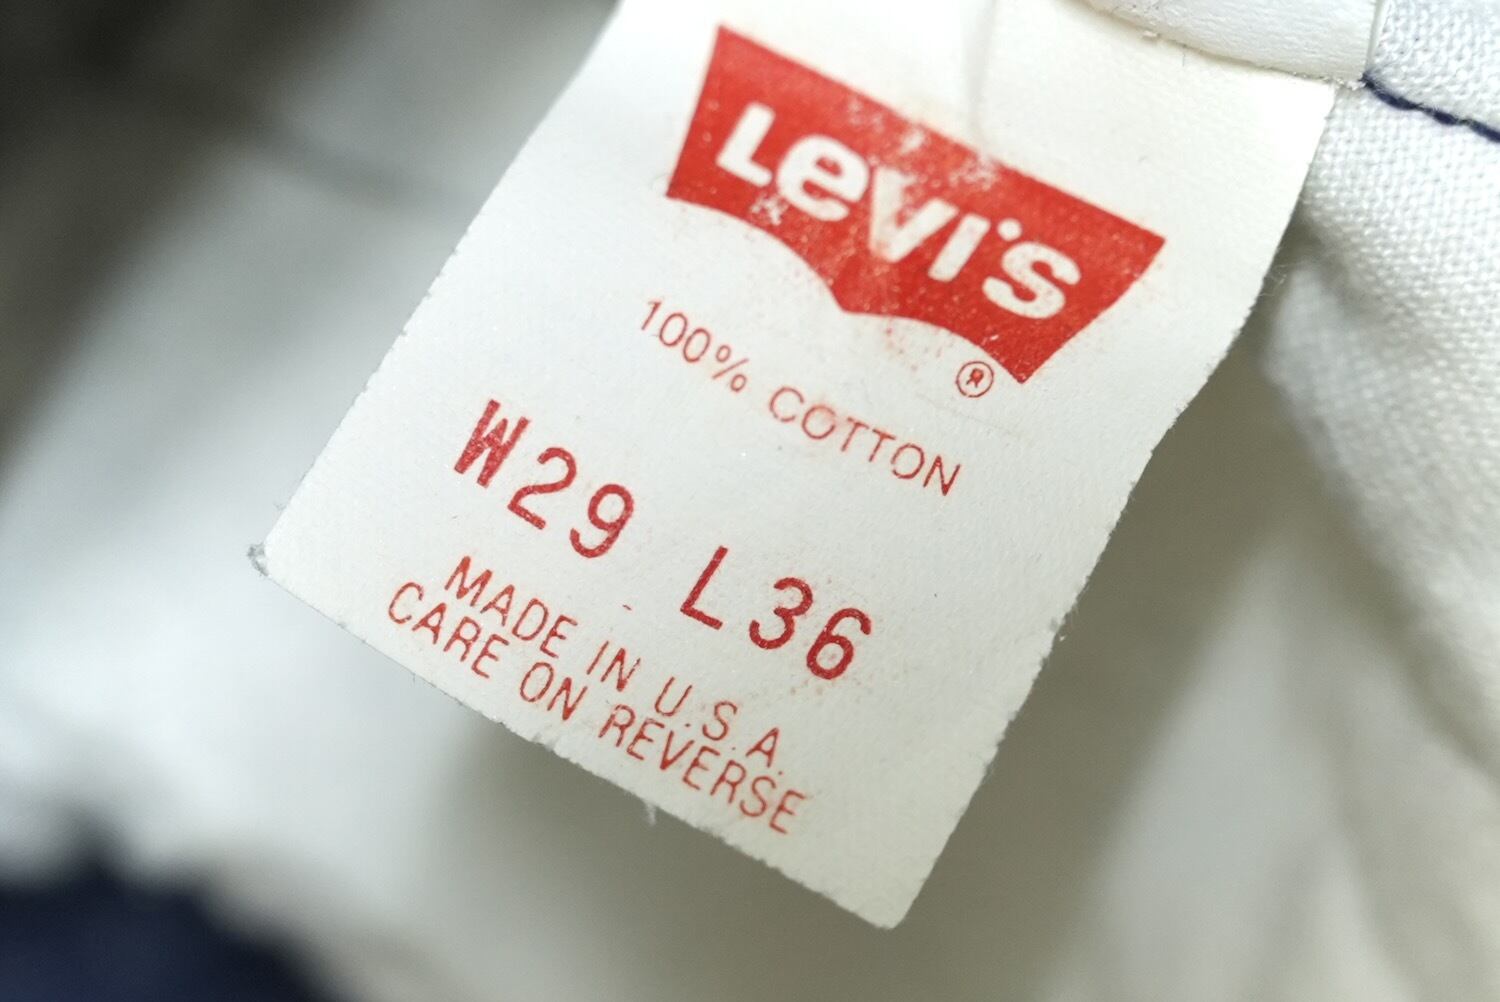 Levi's
®
100% COTTON
W29 L36
MADE IN U.S.A.
CARE ON REVERSE